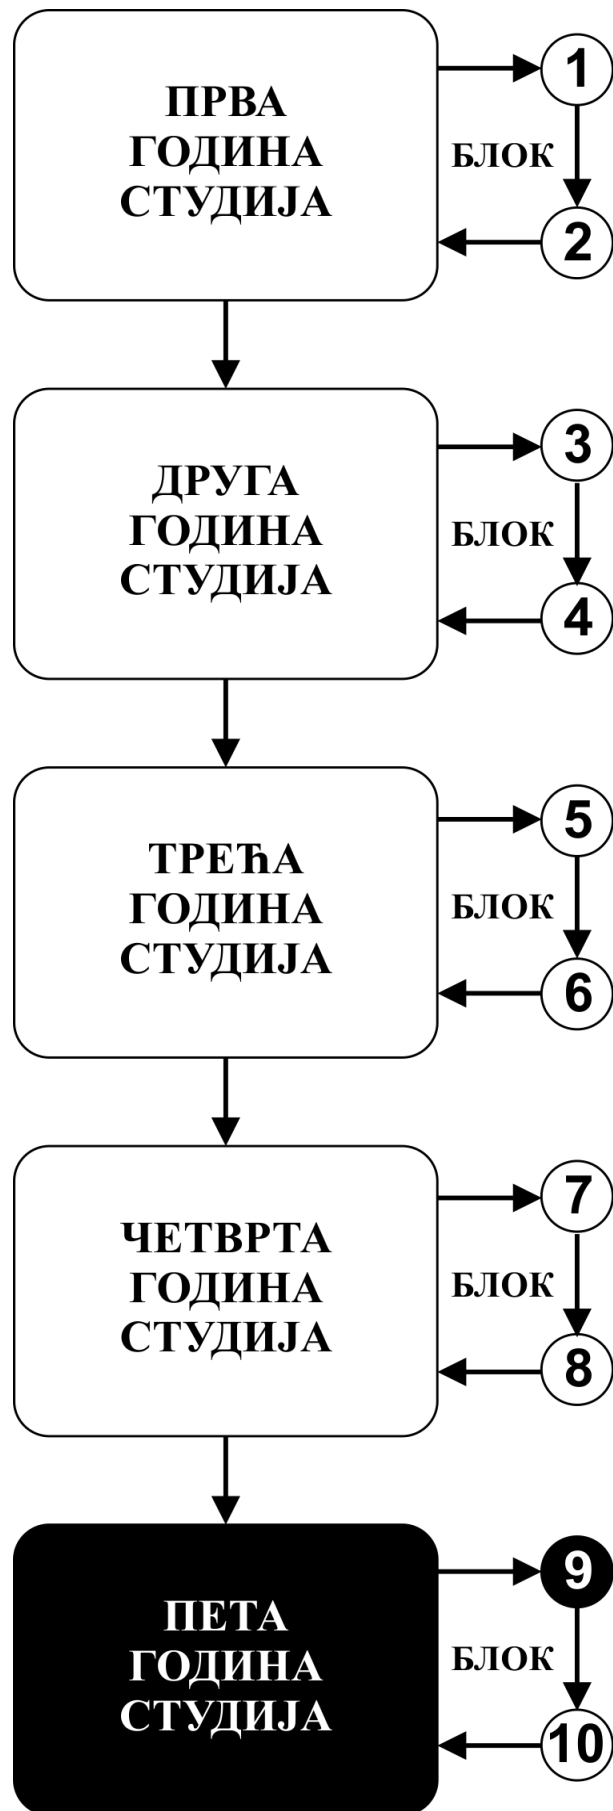 ПРВА
ГОДИНА
СТУДИЈА
1
БЛОК
2
ДРУГА
ГОДИНА
СТУДИЈА
3
БЛОК
4
ТРЕЋА
ГОДИНА
СТУДИЈА
5
БЛОК
6
ЧЕТВРТА
ГОДИНА
СТУДИЈА
7
БЛОК
8
ПЕТА
ГОДИНА
СТУДИЈА
9
БЛОК
10